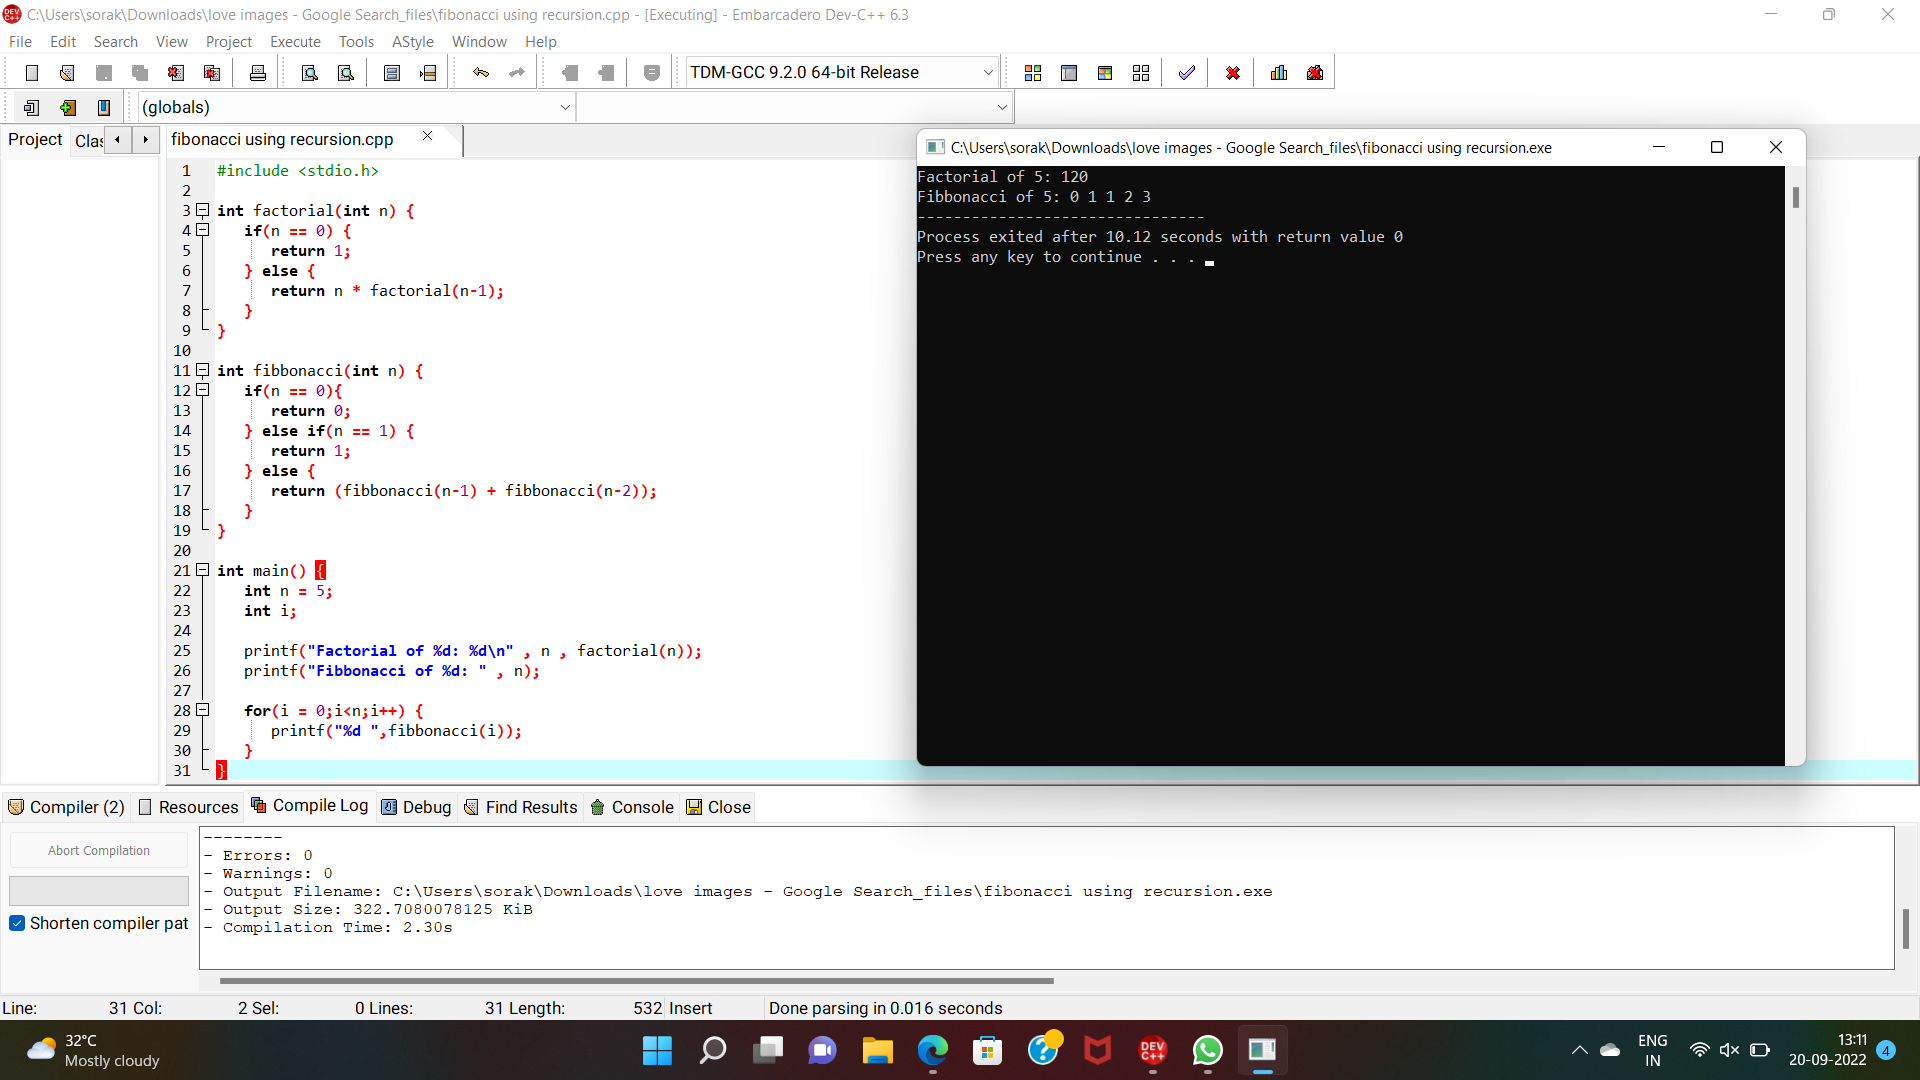 C:\Users\sorak\Downloads\love images - Google Search_files\fibonacci using recursion.cpp - [Executing] - Embarcadero Dev-C++ 6.3
File Edit Search View Project Execute Tools AStyle Window Help
TDM-GCC 9.2.0 64-bit Release
(globals)
Project Clas
fibonacci using recursion.cpp
1 #include <stdio.h>
2
3 int factorial(int n) {
4 if(n == 0) {
5 return 1;
6 } else {
7 return n * factorial(n-1);
8 }
9 }
10
11 int fibbonacci(int n) {
12 if(n == 0){
13 return 0;
14 } else if(n == 1) {
15 return 1;
16 } else {
17 return (fibbonacci(n-1) + fibbonacci(n-2));
18 }
19 }
20
21 int main() {
22 int n = 5;
23 int i;
24
25 printf("Factorial of %d: %d\n" , n , factorial(n));
26 printf("Fibbonacci of %d: " , n);
27
28 for(i = 0;i<n;i++) {
29 printf("%d ",fibbonacci(i));
30 }
31 }
C:\Users\sorak\Downloads\love images - Google Search_files\fibonacci using recursion.exe
Factorial of 5: 120
Fibbonacci of 5: 0 1 1 2 3
--------------------------------
Process exited after 10.12 seconds with return value 0
Press any key to continue . . .
Compiler (2) Resources Compile Log Debug Find Results Console Close
Abort Compilation
Shorten compiler pat
--------
- Errors: 0
- Warnings: 0
- Output Filename: C:\Users\sorak\Downloads\love images - Google Search_files\fibonacci using recursion.exe
- Output Size: 322.7080078125 KiB
- Compilation Time: 2.30s
Line: 31 Col: 2 Sel: 0 Lines: 31 Length: 532 Insert Done parsing in 0.016 seconds
32°C
Mostly cloudy
DEV C++
ENG
IN
13:11
20-09-2022
4